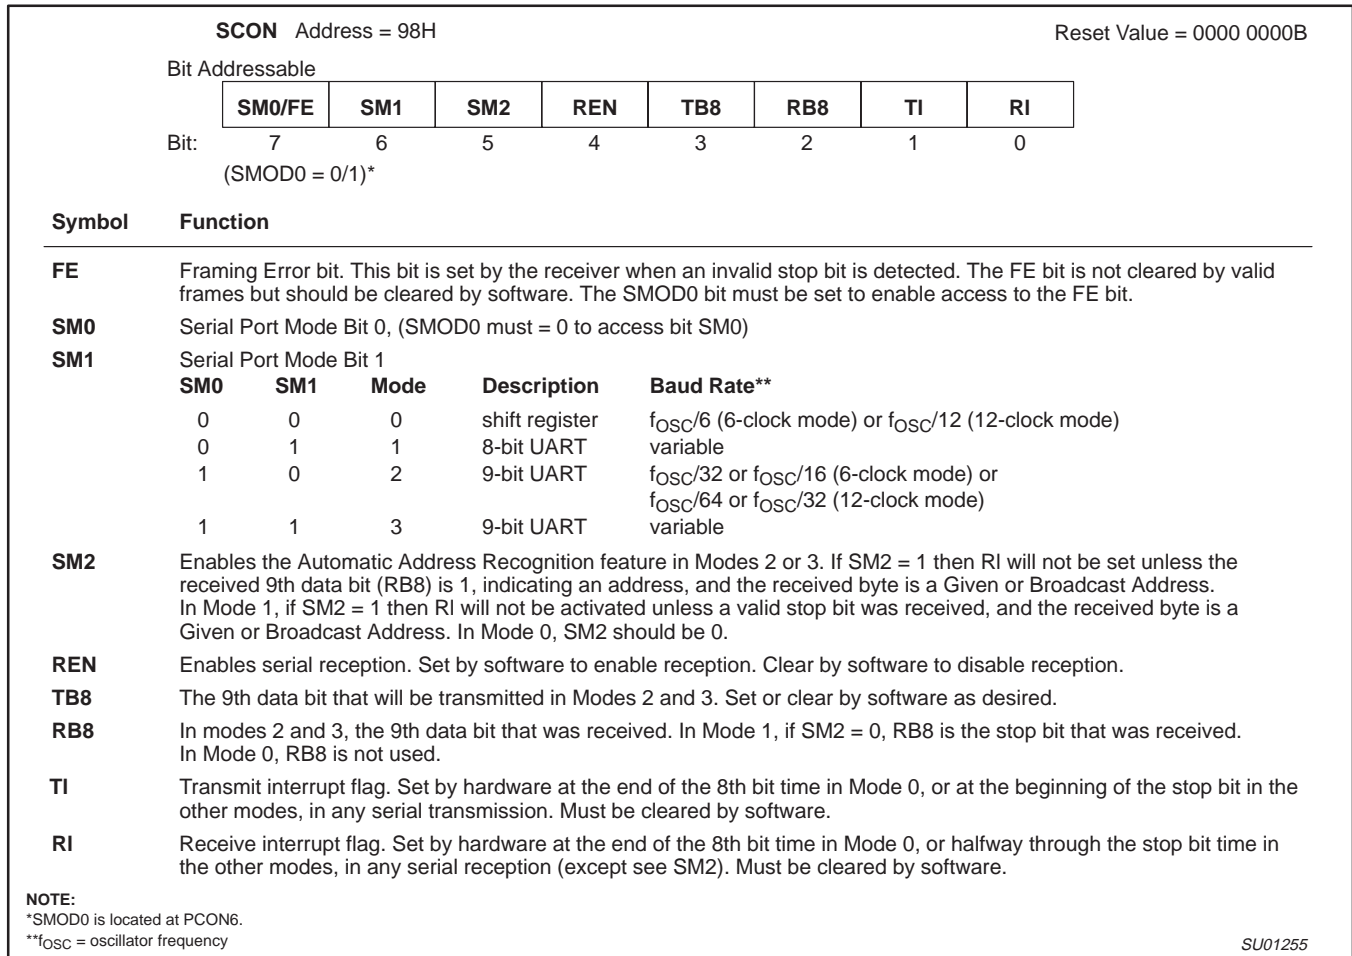 SCON Address = 98H Reset Value = 0000 0000B
Bit Addressable
SM0/FE SM1 SM2 REN TB8 RB8 TI RI
Bit: 7 6 5 4 3 2 1 0
(SMOD0 = 0/1)*
Symbol Function
FE Framing Error bit. This bit is set by the receiver when an invalid stop bit is detected. The FE bit is not cleared by valid
frames but should be cleared by software. The SMOD0 bit must be set to enable access to the FE bit.
SM0 Serial Port Mode Bit 0, (SMOD0 must = 0 to access bit SM0)
SM1 Serial Port Mode Bit 1
SM0 SM1 Mode Description Baud Rate**
0 0 0 shift register fOSC/6 (6-clock mode) or fOSC/12 (12-clock mode)
0 1 1 8-bit UART variable
1 0 2 9-bit UART fOSC/32 or fOSC/16 (6-clock mode) or
fOSC/64 or fOSC/32 (12-clock mode)
1 1 3 9-bit UART variable
SM2 Enables the Automatic Address Recognition feature in Modes 2 or 3. If SM2 = 1 then RI will not be set unless the
received 9th data bit (RB8) is 1, indicating an address, and the received byte is a Given or Broadcast Address.
In Mode 1, if SM2 = 1 then RI will not be activated unless a valid stop bit was received, and the received byte is a
Given or Broadcast Address. In Mode 0, SM2 should be 0.
REN Enables serial reception. Set by software to enable reception. Clear by software to disable reception.
TB8 The 9th data bit that will be transmitted in Modes 2 and 3. Set or clear by software as desired.
RB8 In modes 2 and 3, the 9th data bit that was received. In Mode 1, if SM2 = 0, RB8 is the stop bit that was received.
In Mode 0, RB8 is not used.
TI Transmit interrupt flag. Set by hardware at the end of the 8th bit time in Mode 0, or at the beginning of the stop bit in the
other modes, in any serial transmission. Must be cleared by software.
RI Receive interrupt flag. Set by hardware at the end of the 8th bit time in Mode 0, or halfway through the stop bit time in
the other modes, in any serial reception (except see SM2). Must be cleared by software.
NOTE:
*SMOD0 is located at PCON6.
**fOSC = oscillator frequency SU01255